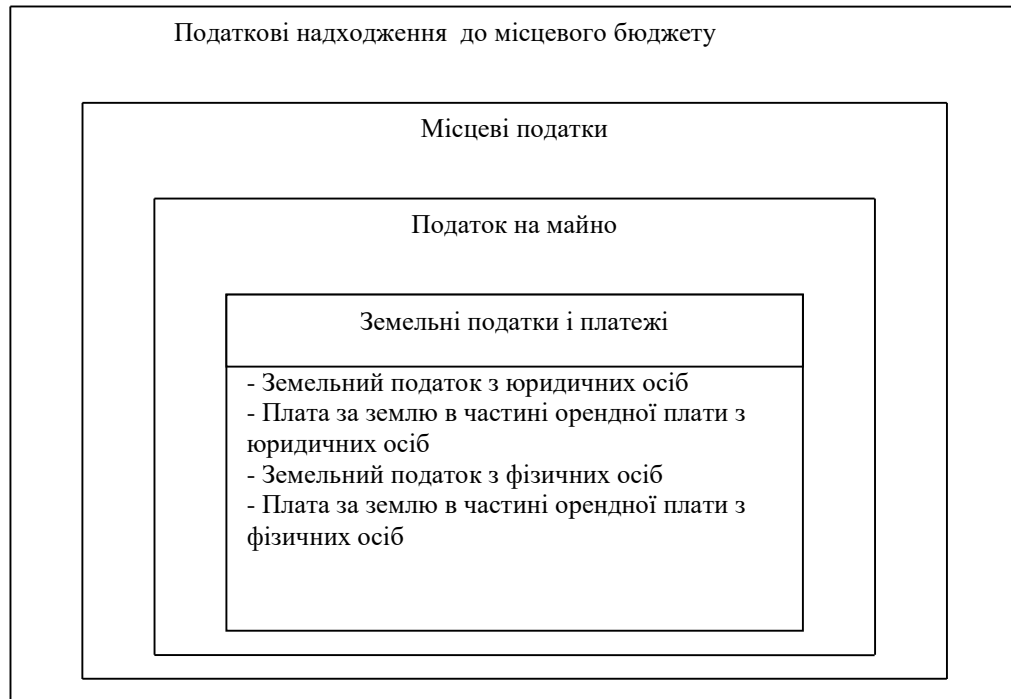 Податкові надходження до місцевого бюджету
Місцеві податки
Податок на майно
Земельні податки і платежі
- Земельний податок з юридичних осіб
- Плата за землю в частині орендної плати з
юридичних осіб
- Земельний податок з фізичних осіб
- Плата за землю в частині орендної плати з
фізичних осіб